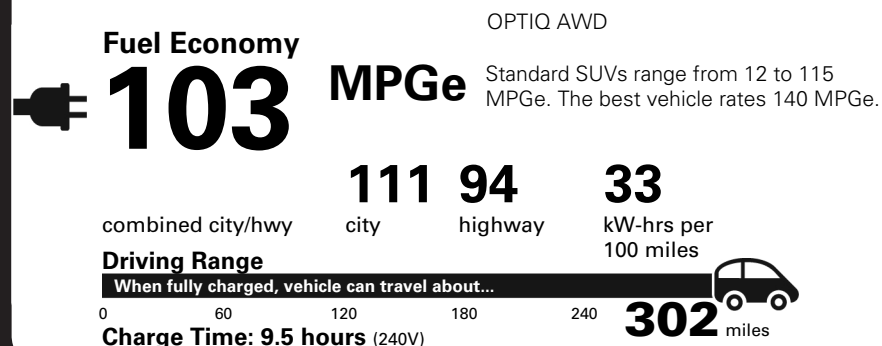 OPTIQ AWD
Fuel Economy
103
MPGe
Standard SUVs range from 12 to 115
MPGe. The best vehicle rates 140 MPGe.
111 94 33
combined city/hwy city highway kW-hrs per
100 miles
Driving Range
When fully charged, vehicle can travel about...
0 60 120 180 240 302 miles
Charge Time: 9.5 hours (240V)